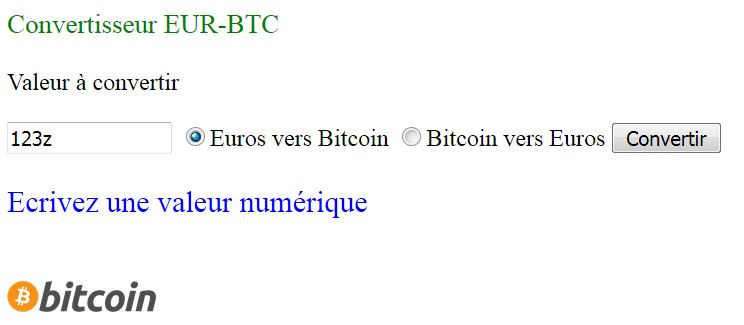 Convertisseur EUR-BTC
Valeur à convertir
123z Euros vers Bitcoin Bitcoin vers Euros Convertir
Ecrivez une valeur numérique
bitcoin